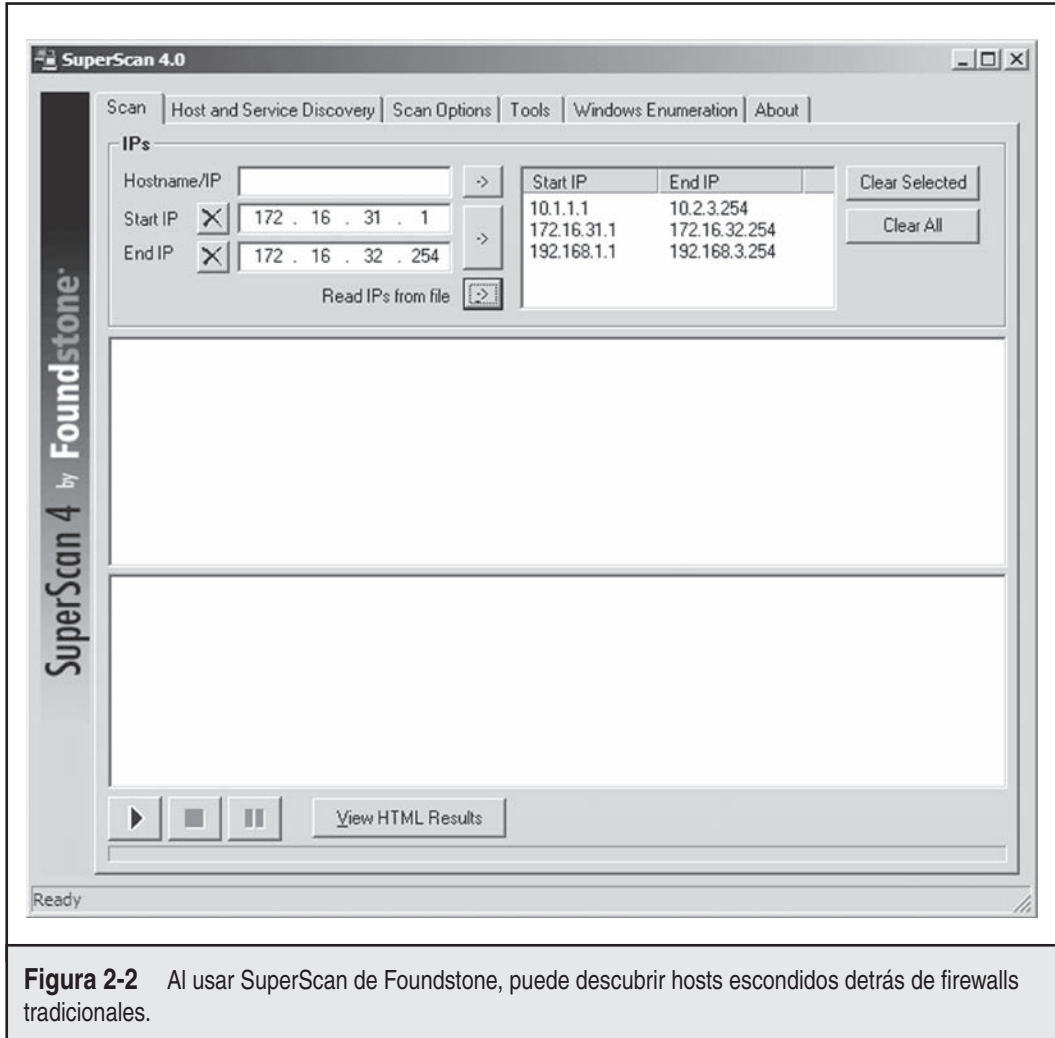 SuperScan 4.0
Scan Host and Service Discovery Scan Options Tools Windows Enumeration About
IPs
Hostname/IP ->
Start IP 172 . 16 . 31 . 1 ->
End IP 172 . 16 . 32 . 254
Read IPs from file ->
Start IP End IP
10.1.1.1 10.2.3.254
172.16.31.1 172.16.32.254
192.168.1.1 192.168.3.254
Clear Selected
Clear All
SuperScan 4 by Foundstone
View HTML Results
Ready
Figura 2-2 Al usar SuperScan de Foundstone, puede descubrir hosts escondidos detrás de firewalls
tradicionales.